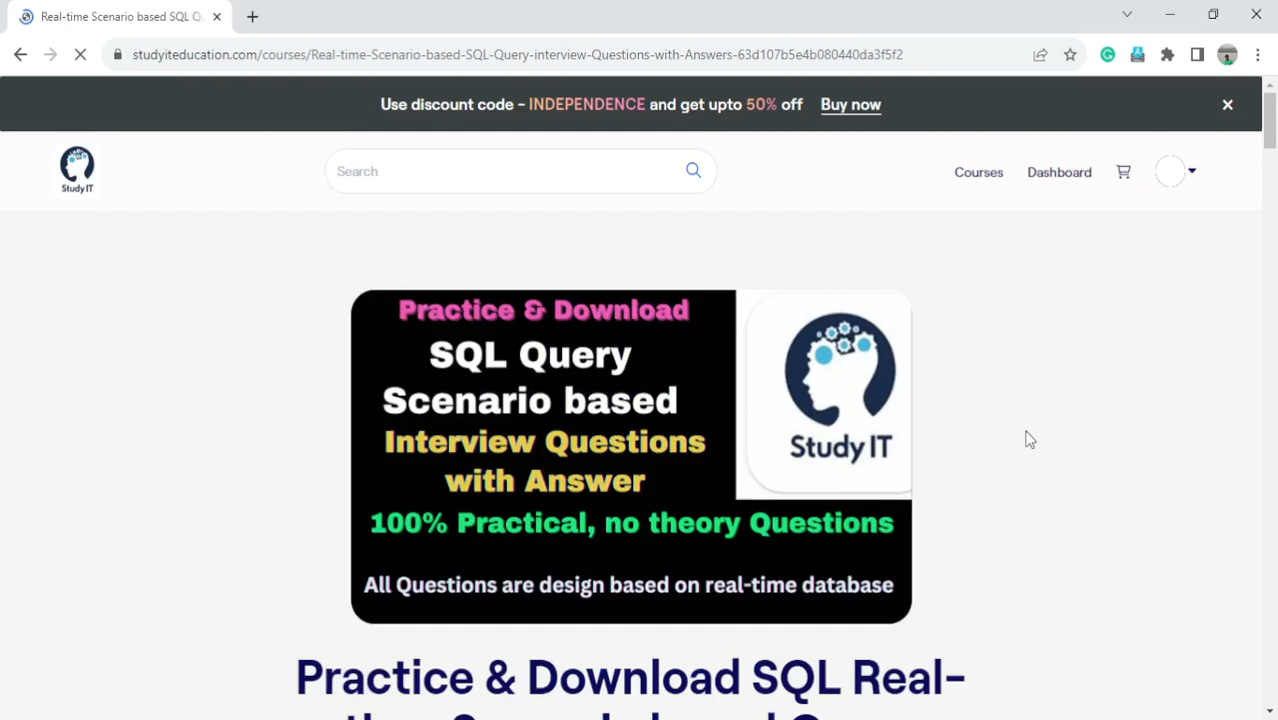 Real-time Scenario based SQL Q
studyiteducation.com/courses/Real-time-Scenario-based-SQL-Query-interview-Questions-with-Answers-63d107b5e4b080440da3f5f2
Use discount code - INDEPENDENCE and get upto 50% off Buy now
Study IT
Search
Courses Dashboard
Practice & Download
SQL Query
Scenario based
Interview Questions
with Answer
Study IT
100% Practical, no theory Questions
All Questions are design based on real-time database
Practice & Download SQL Real-